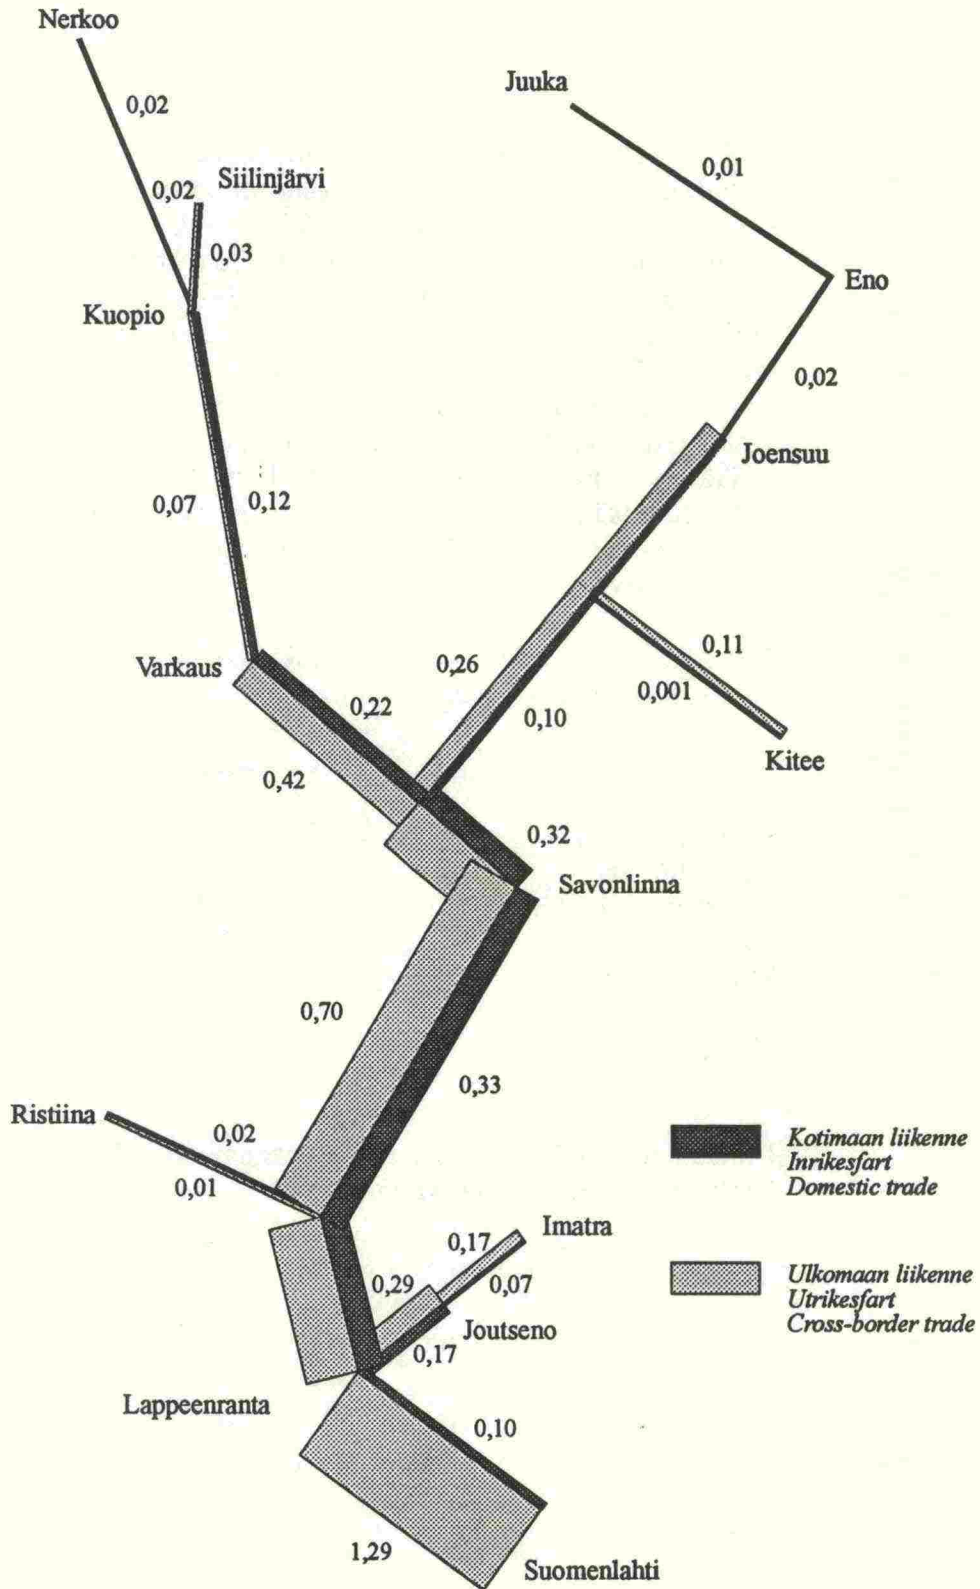 Nerkoo
Juuka
0,02
0,01
0,02
Siilinjärvi
0,03
Eno
Kuopio
0,02
Joensuu
0,07
0,12
0,11
Varkaus
0,26
0,001
0,22
0,10
Kitee
0,42
0,32
Savonlinna
0,70
0,33
Ristiina
0,02
0,01
Kotimaan liikenne
Inrikesfart
Domestic trade
Imatra
0,17
0,29
0,07
Joutseno
0,17
Ulkomaan liikenne
Utrikesfart
Cross-border trade
Lappeenranta
0,10
1,29
Suomenlahti